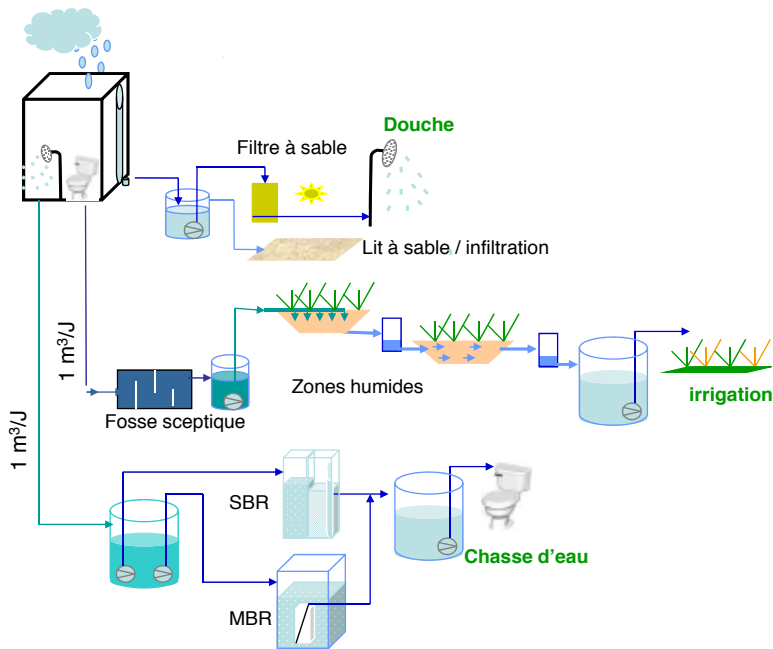 Douche
Filtre à sable
Lit à sable / infiltration
1 m³/J
Zones humides
irrigation
Fosse sceptique
1 m³/J
SBR
Chasse d'eau
MBR